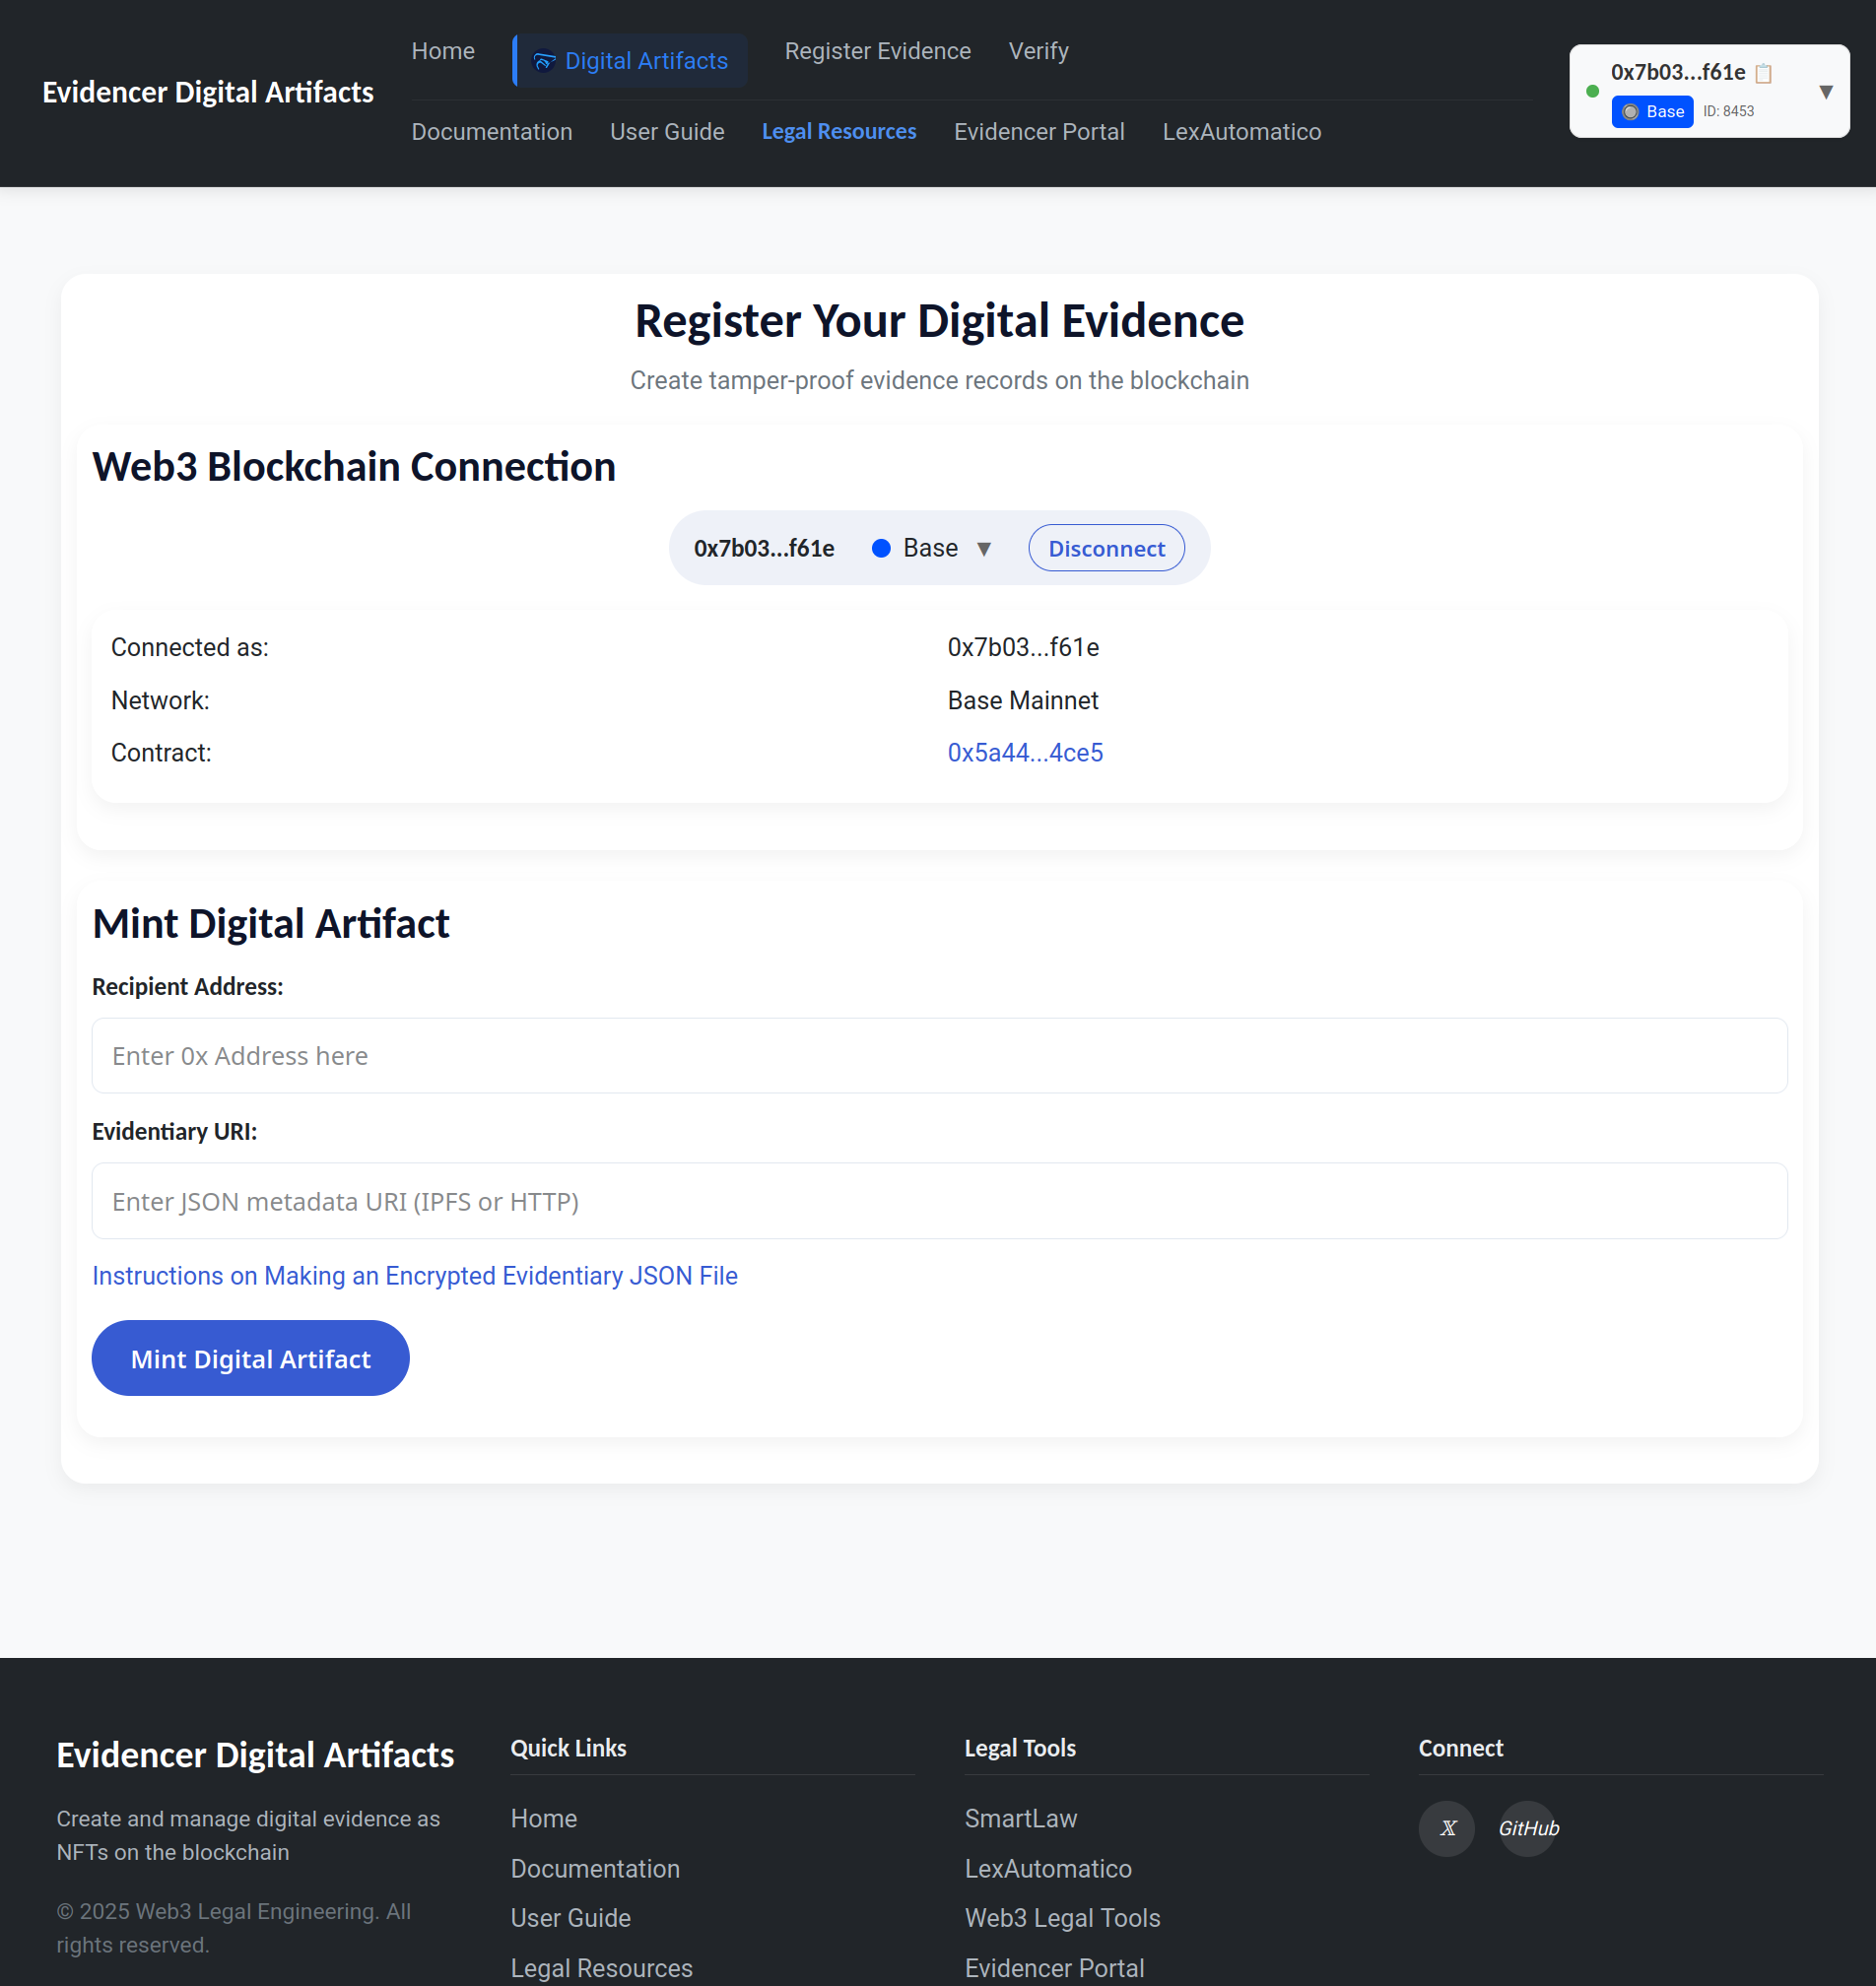 Evidencer Digital Artifacts
Home
Digital Artifacts
Register Evidence
Verify
Documentation
User Guide
Legal Resources
Evidencer Portal
LexAutomatico
0x7b03...f61e
Base
ID: 8453
▼
Register Your Digital Evidence
Create tamper-proof evidence records on the blockchain
Web3 Blockchain Connection
0x7b03...f61e Base ▼ Disconnect
Connected as: 0x7b03...f61e
Network: Base Mainnet
Contract: 0x5a44...4ce5
Mint Digital Artifact
Recipient Address:
Enter 0x Address here
Evidentiary URI:
Enter JSON metadata URI (IPFS or HTTP)
Instructions on Making an Encrypted Evidentiary JSON File
Mint Digital Artifact
Evidencer Digital Artifacts
Create and manage digital evidence as
NFTs on the blockchain
© 2025 Web3 Legal Engineering. All
rights reserved.
Quick Links
Home
Documentation
User Guide
Legal Resources
Legal Tools
SmartLaw
LexAutomatico
Web3 Legal Tools
Evidencer Portal
Connect
𝕏
GitHub